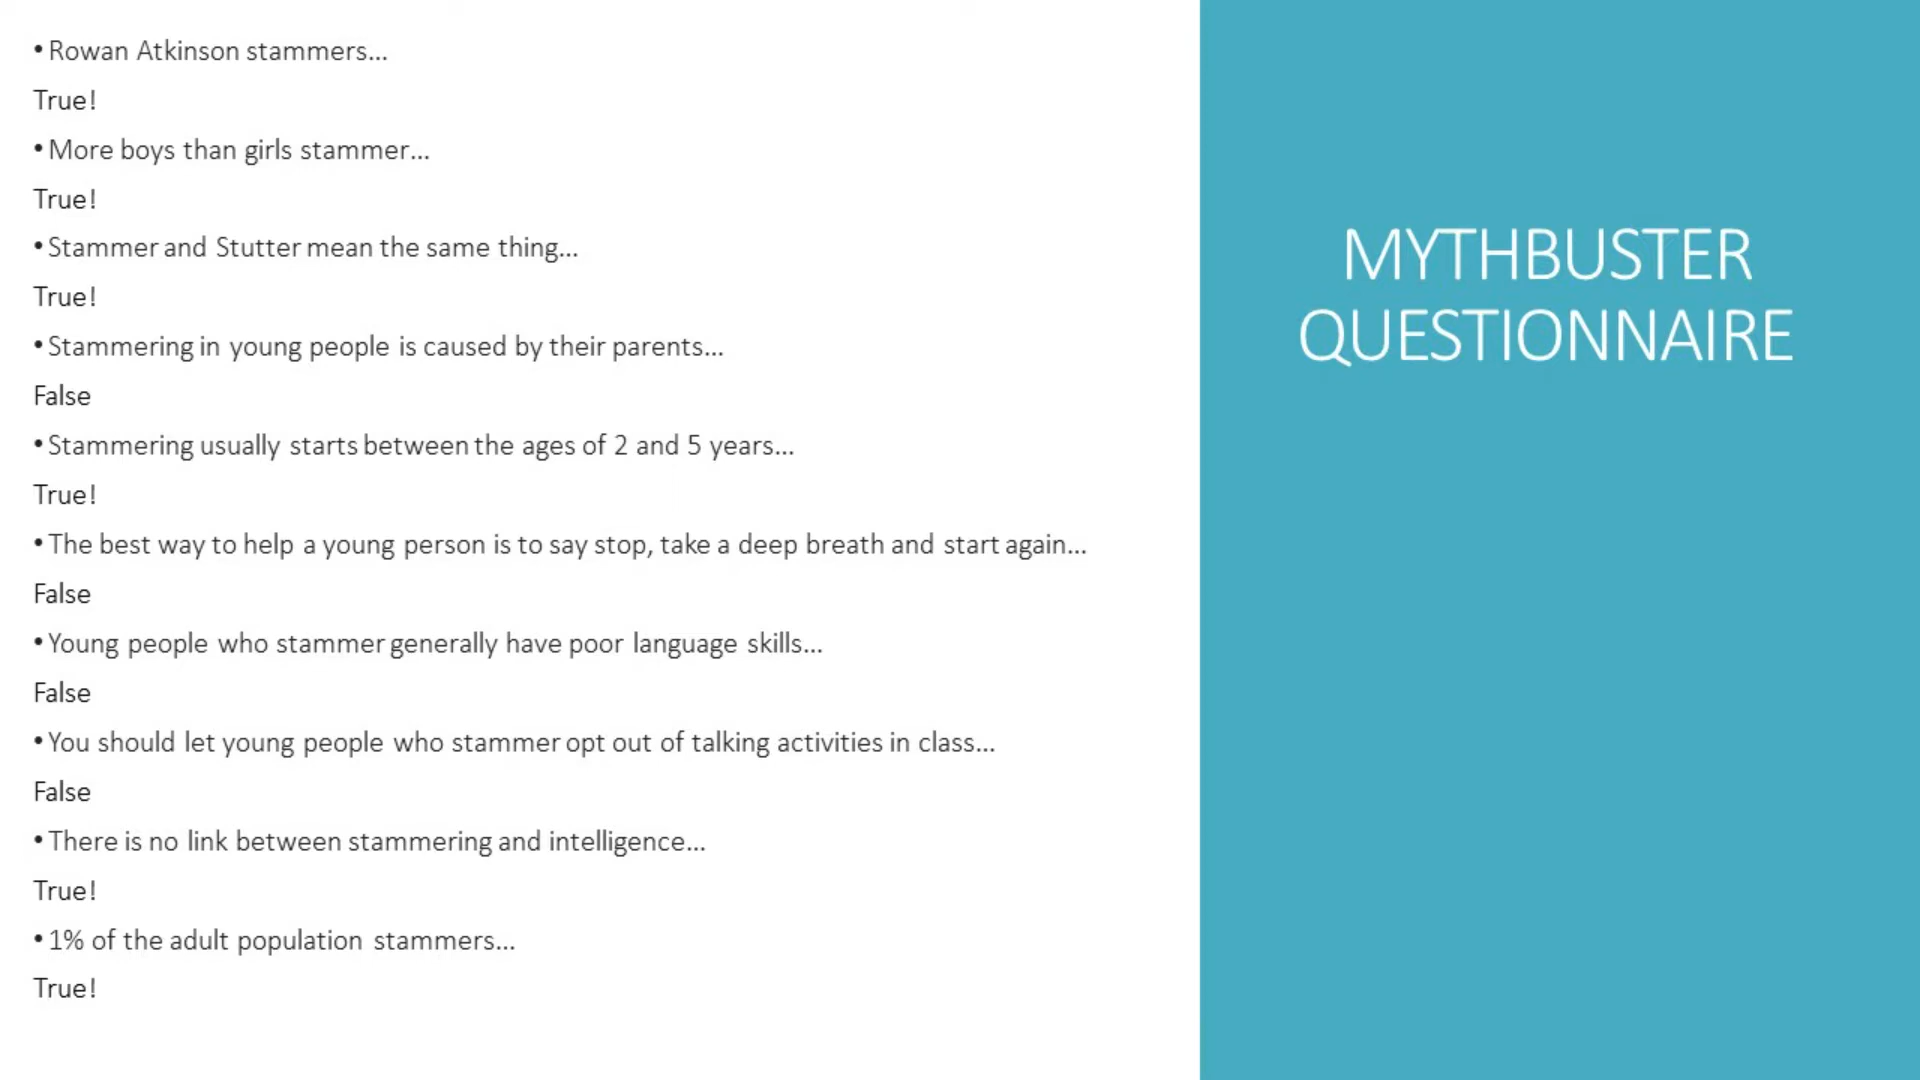 • Rowan Atkinson stammers...
True!
• More boys than girls stammer...
True!
• Stammer and Stutter mean the same thing...
True!
• Stammering in young people is caused by their parents...
False
• Stammering usually starts between the ages of 2 and 5 years...
True!
• The best way to help a young person is to say stop, take a deep breath and start again...
False
• Young people who stammer generally have poor language skills...
False
• You should let young people who stammer opt out of talking activities in class...
False
• There is no link between stammering and intelligence...
True!
• 1% of the adult population stammers...
True!
MYTHBUSTER
QUESTIONNAIRE